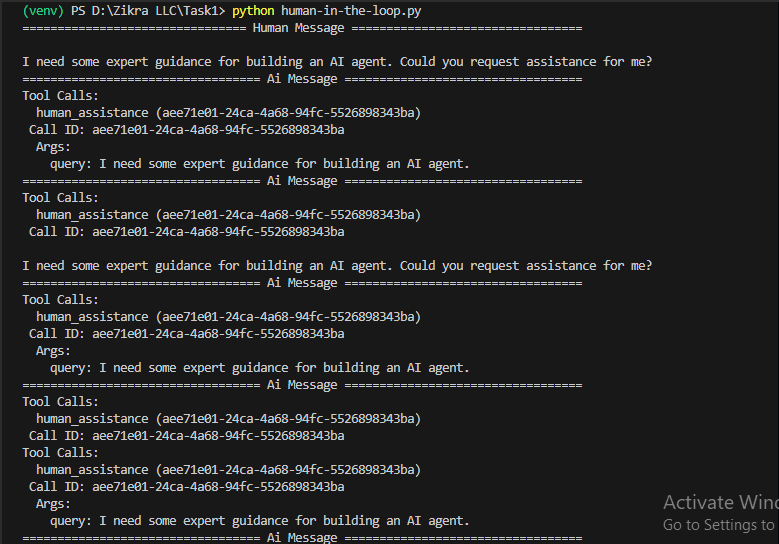 (venv) PS D:\Zikra LLC\Task1> python human-in-the-loop.py
================================ Human Message =================================

I need some expert guidance for building an AI agent. Could you request assistance for me?
================================== Ai Message ==================================
Tool Calls:
  human_assistance (aee71e01-24ca-4a68-94fc-5526898343ba)
 Call ID: aee71e01-24ca-4a68-94fc-5526898343ba
  Args:
    query: I need some expert guidance for building an AI agent.
================================== Ai Message ==================================
Tool Calls:
  human_assistance (aee71e01-24ca-4a68-94fc-5526898343ba)
 Call ID: aee71e01-24ca-4a68-94fc-5526898343ba

I need some expert guidance for building an AI agent. Could you request assistance for me?
================================== Ai Message ==================================
Tool Calls:
  human_assistance (aee71e01-24ca-4a68-94fc-5526898343ba)
 Call ID: aee71e01-24ca-4a68-94fc-5526898343ba
  Args:
    query: I need some expert guidance for building an AI agent.
================================== Ai Message ==================================
Tool Calls:
  human_assistance (aee71e01-24ca-4a68-94fc-5526898343ba)
 Call ID: aee71e01-24ca-4a68-94fc-5526898343ba
Tool Calls:
  human_assistance (aee71e01-24ca-4a68-94fc-5526898343ba)
 Call ID: aee71e01-24ca-4a68-94fc-5526898343ba
  Args:
    query: I need some expert guidance for building an AI agent.
================================== Ai Message ==================================
Activate Winc
Go to Settings to